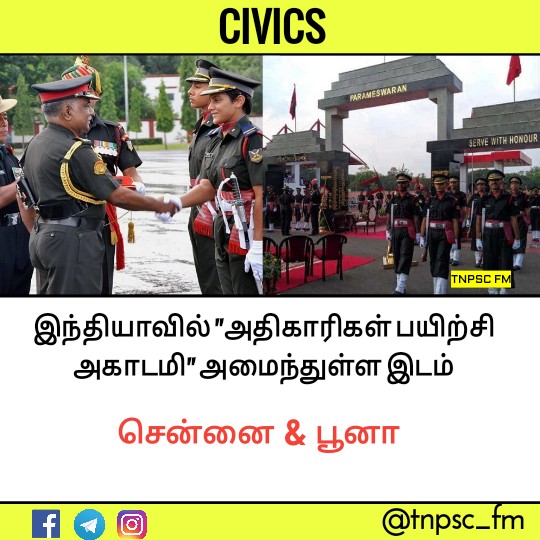 CIVICS
PARAMESWARAN
SERVE WITH HONOUR
TNPSC FM
இந்தியாவில் "அதிகாரிகள் பயிற்சி
அகாடமி" அமைந்துள்ள இடம்
சென்னை & பூனா
@tnpsc_fm